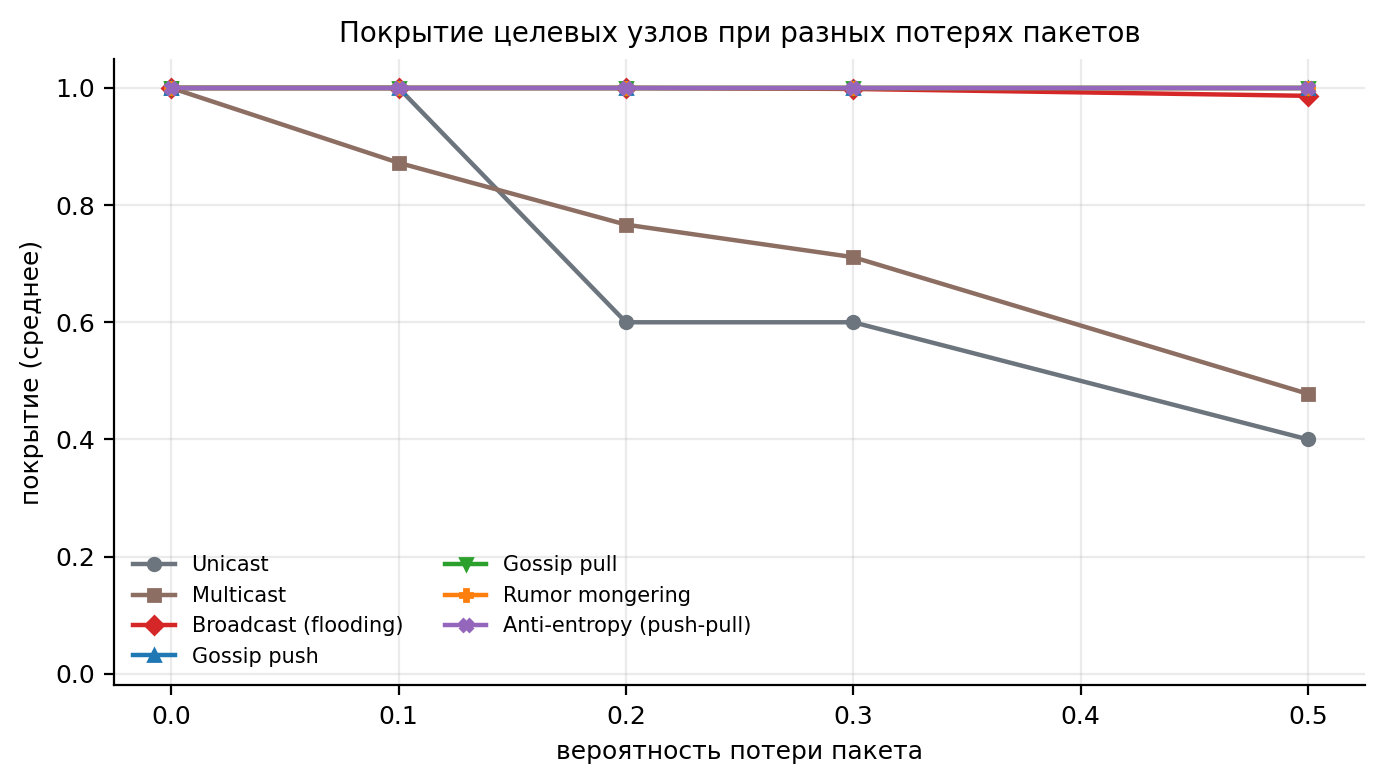 Покрытие целевых узлов при разных потерях пакетов
покрытие (среднее)
1.0
0.8
0.6
0.4
0.2
0.0
Unicast
Multicast
Broadcast (flooding)
Gossip push
Gossip pull
Rumor mongering
Anti-entropy (push-pull)
0.0 0.1 0.2 0.3 0.4 0.5
вероятность потери пакета